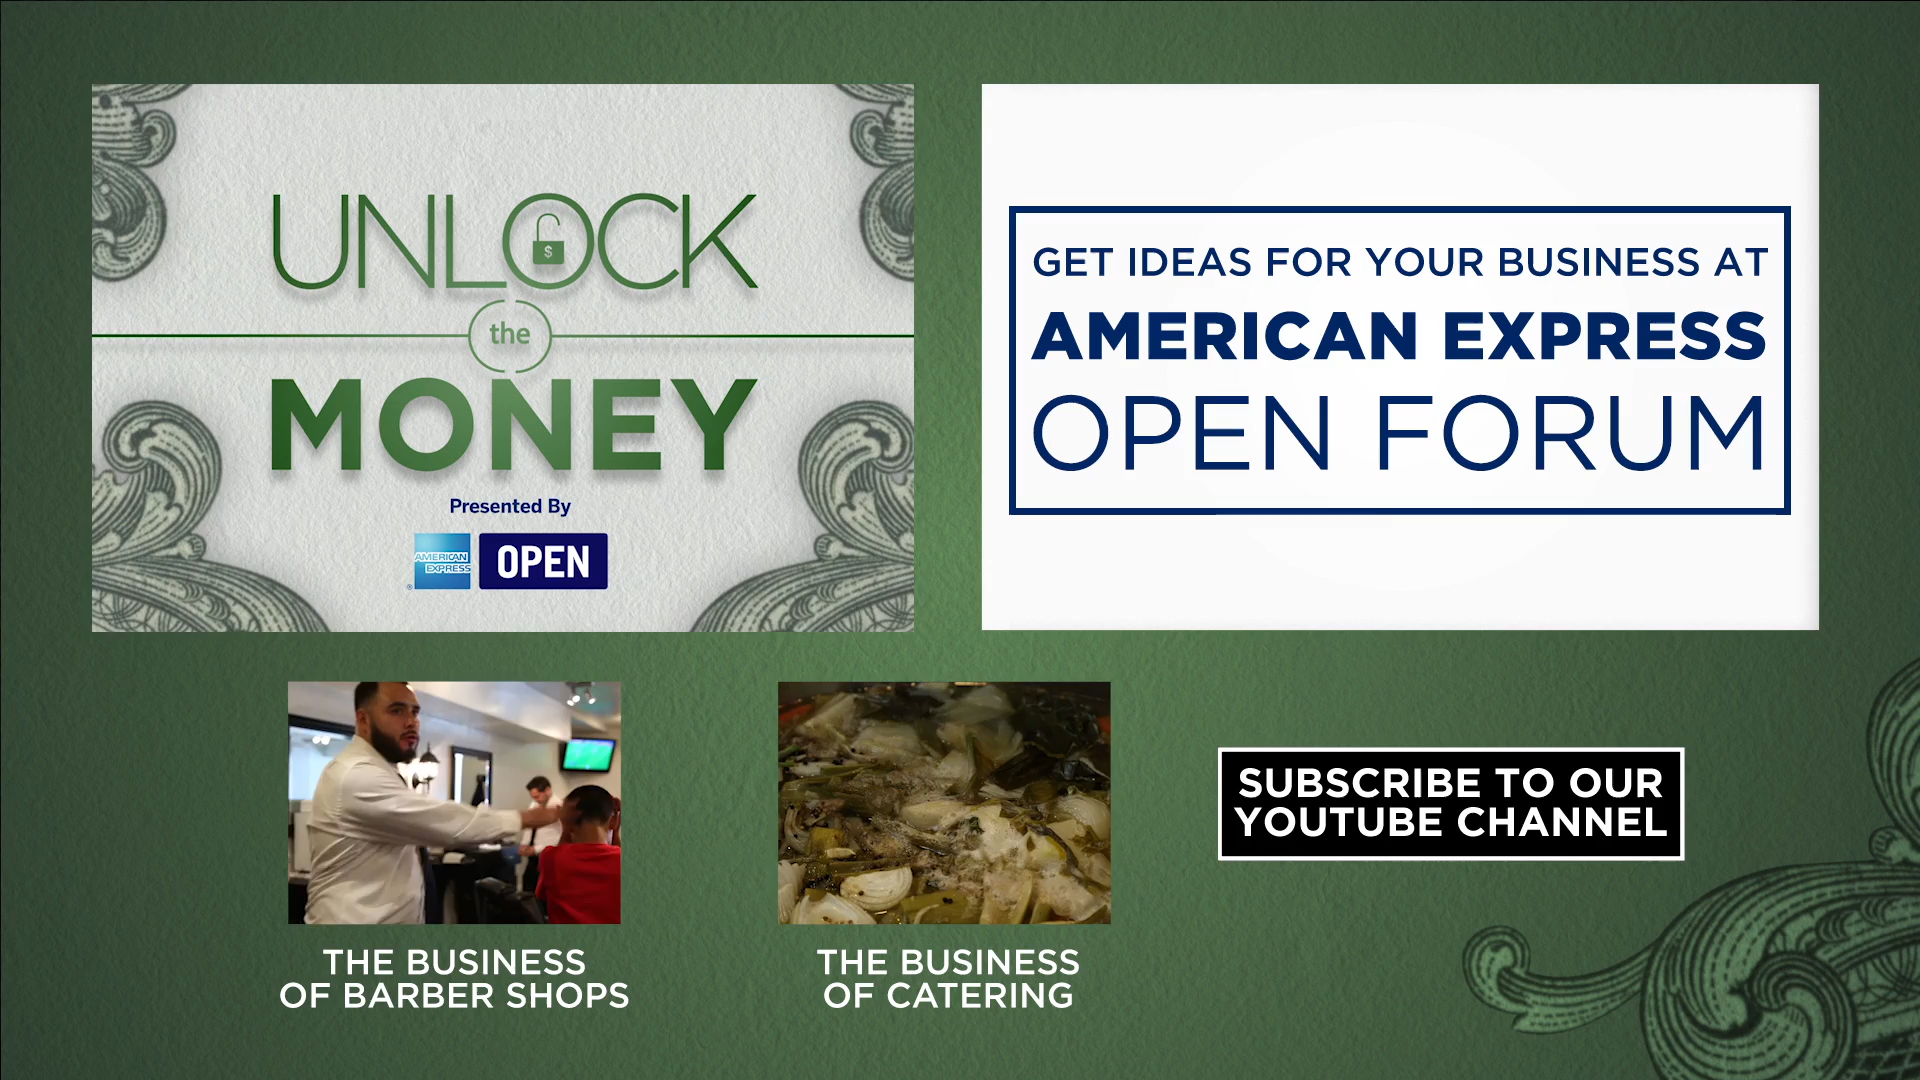 UNLOCK
the
MONEY
Presented By
AMERICAN
EXPRESS
®
OPEN
GET IDEAS FOR YOUR BUSINESS AT
AMERICAN EXPRESS
OPEN FORUM
THE BUSINESS
OF BARBER SHOPS
THE BUSINESS
OF CATERING
SUBSCRIBE TO OUR
YOUTUBE CHANNEL